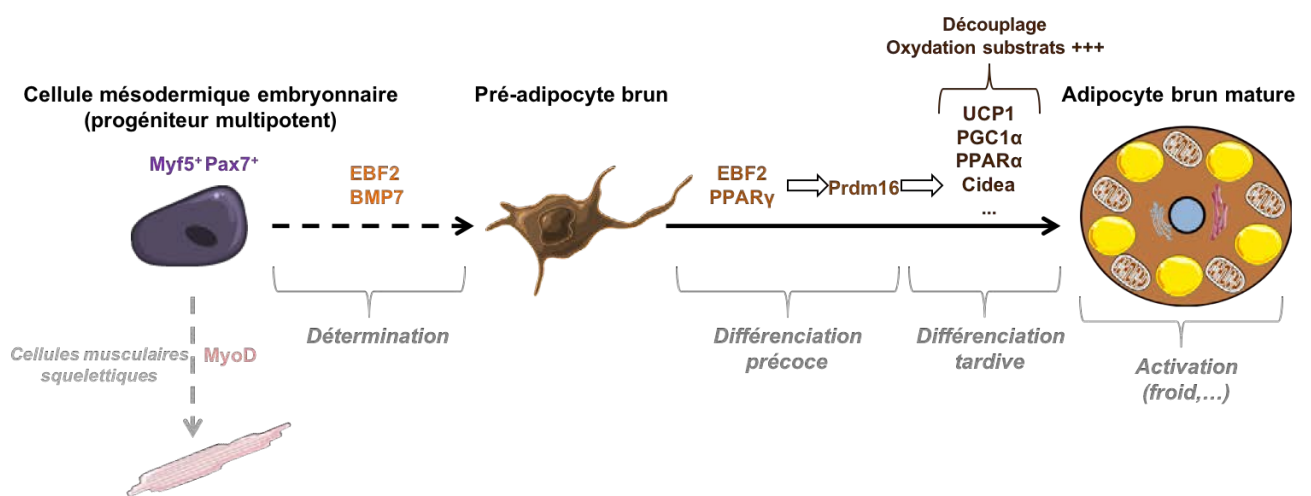 Découplage
Oxydation substrats +++
Cellule mésodermique embryonnaire
(progéniteur multipotent)
Pré-adipocyte brun
Adipocyte brun mature
Myf5⁺ Pax7⁺
EBF2
BMP7
EBF2
PPARγ
Prdm16
UCP1
PGC1α
PPARα
Cidea
...
Détermination
Différenciation
précoce
Différenciation
tardive
Activation
(froid,...)
Cellules musculaires
squelettiques
MyoD